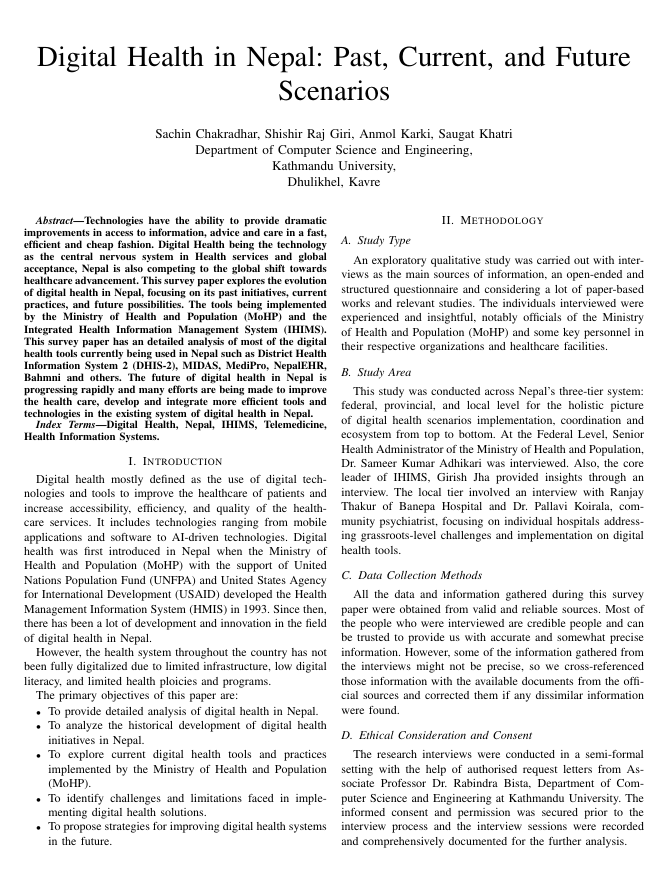 Digital Health in Nepal: Past, Current, and Future
Scenarios
Sachin Chakradhar, Shishir Raj Giri, Anmol Karki, Saugat Khatri
Department of Computer Science and Engineering,
Kathmandu University,
Dhulikhel, Kavre
Abstract—Technologies have the ability to provide dramatic
improvements in access to information, advice and care in a fast,
efficient and cheap fashion. Digital Health being the technology
as the central nervous system in Health services and global
acceptance, Nepal is also competing to the global shift towards
healthcare advancement. This survey paper explores the evolution
of digital health in Nepal, focusing on its past initiatives, current
practices, and future possibilities. The tools being implemented
by the Ministry of Health and Population (MoHP) and the
Integrated Health Information Management System (IHIMS).
This survey paper has an detailed analysis of most of the digital
health tools currently being used in Nepal such as District Health
Information System 2 (DHIS-2), MIDAS, MediPro, NepalEHR,
Bahmni and others. The future of digital health in Nepal is
progressing rapidly and many efforts are being made to improve
the health care, develop and integrate more efficient tools and
technologies in the existing system of digital health in Nepal.
Index Terms—Digital Health, Nepal, IHIMS, Telemedicine,
Health Information Systems.
I. INTRODUCTION
Digital health mostly defined as the use of digital tech-
nologies and tools to improve the healthcare of patients and
increase accessibility, efficiency, and quality of the health-
care services. It includes technologies ranging from mobile
applications and software to AI-driven technologies. Digital
health was first introduced in Nepal when the Ministry of
Health and Population (MoHP) with the support of United
Nations Population Fund (UNFPA) and United States Agency
for International Development (USAID) developed the Health
Management Information System (HMIS) in 1993. Since then,
there has been a lot of development and innovation in the field
of digital health in Nepal.
However, the health system throughout the country has not
been fully digitalized due to limited infrastructure, low digital
literacy, and limited health ploicies and programs.
The primary objectives of this paper are:
• To provide detailed analysis of digital health in Nepal.
• To analyze the historical development of digital health
initiatives in Nepal.
• To explore current digital health tools and practices
implemented by the Ministry of Health and Population
(MoHP).
• To identify challenges and limitations faced in imple-
menting digital health solutions.
• To propose strategies for improving digital health systems
in the future.
II. METHODOLOGY
A. Study Type
An exploratory qualitative study was carried out with inter-
views as the main sources of information, an open-ended and
structured questionnaire and considering a lot of paper-based
works and relevant studies. The individuals interviewed were
experienced and insightful, notably officials of the Ministry
of Health and Population (MoHP) and some key personnel in
their respective organizations and healthcare facilities.
B. Study Area
This study was conducted across Nepal's three-tier system:
federal, provincial, and local level for the holistic picture
of digital health scenarios implementation, coordination and
ecosystem from top to bottom. At the Federal Level, Senior
Health Administrator of the Ministry of Health and Population,
Dr. Sameer Kumar Adhikari was interviewed. Also, the core
leader of IHIMS, Girish Jha provided insights through an
interview. The local tier involved an interview with Ranjay
Thakur of Banepa Hospital and Dr. Pallavi Koirala, com-
munity psychiatrist, focusing on individual hospitals address-
ing grassroots-level challenges and implementation on digital
health tools.
C. Data Collection Methods
All the data and information gathered during this survey
paper were obtained from valid and reliable sources. Most of
the people who were interviewed are credible people and can
be trusted to provide us with accurate and somewhat precise
information. However, some of the information gathered from
the interviews might not be precise, so we cross-referenced
those information with the available documents from the offi-
cial sources and corrected them if any dissimilar information
were found.
D. Ethical Consideration and Consent
The research interviews were conducted in a semi-formal
setting with the help of authorised request letters from As-
sociate Professor Dr. Rabindra Bista, Department of Com-
puter Science and Engineering at Kathmandu University. The
informed consent and permission was secured prior to the
interview process and the interview sessions were recorded
and comprehensively documented for the further analysis.